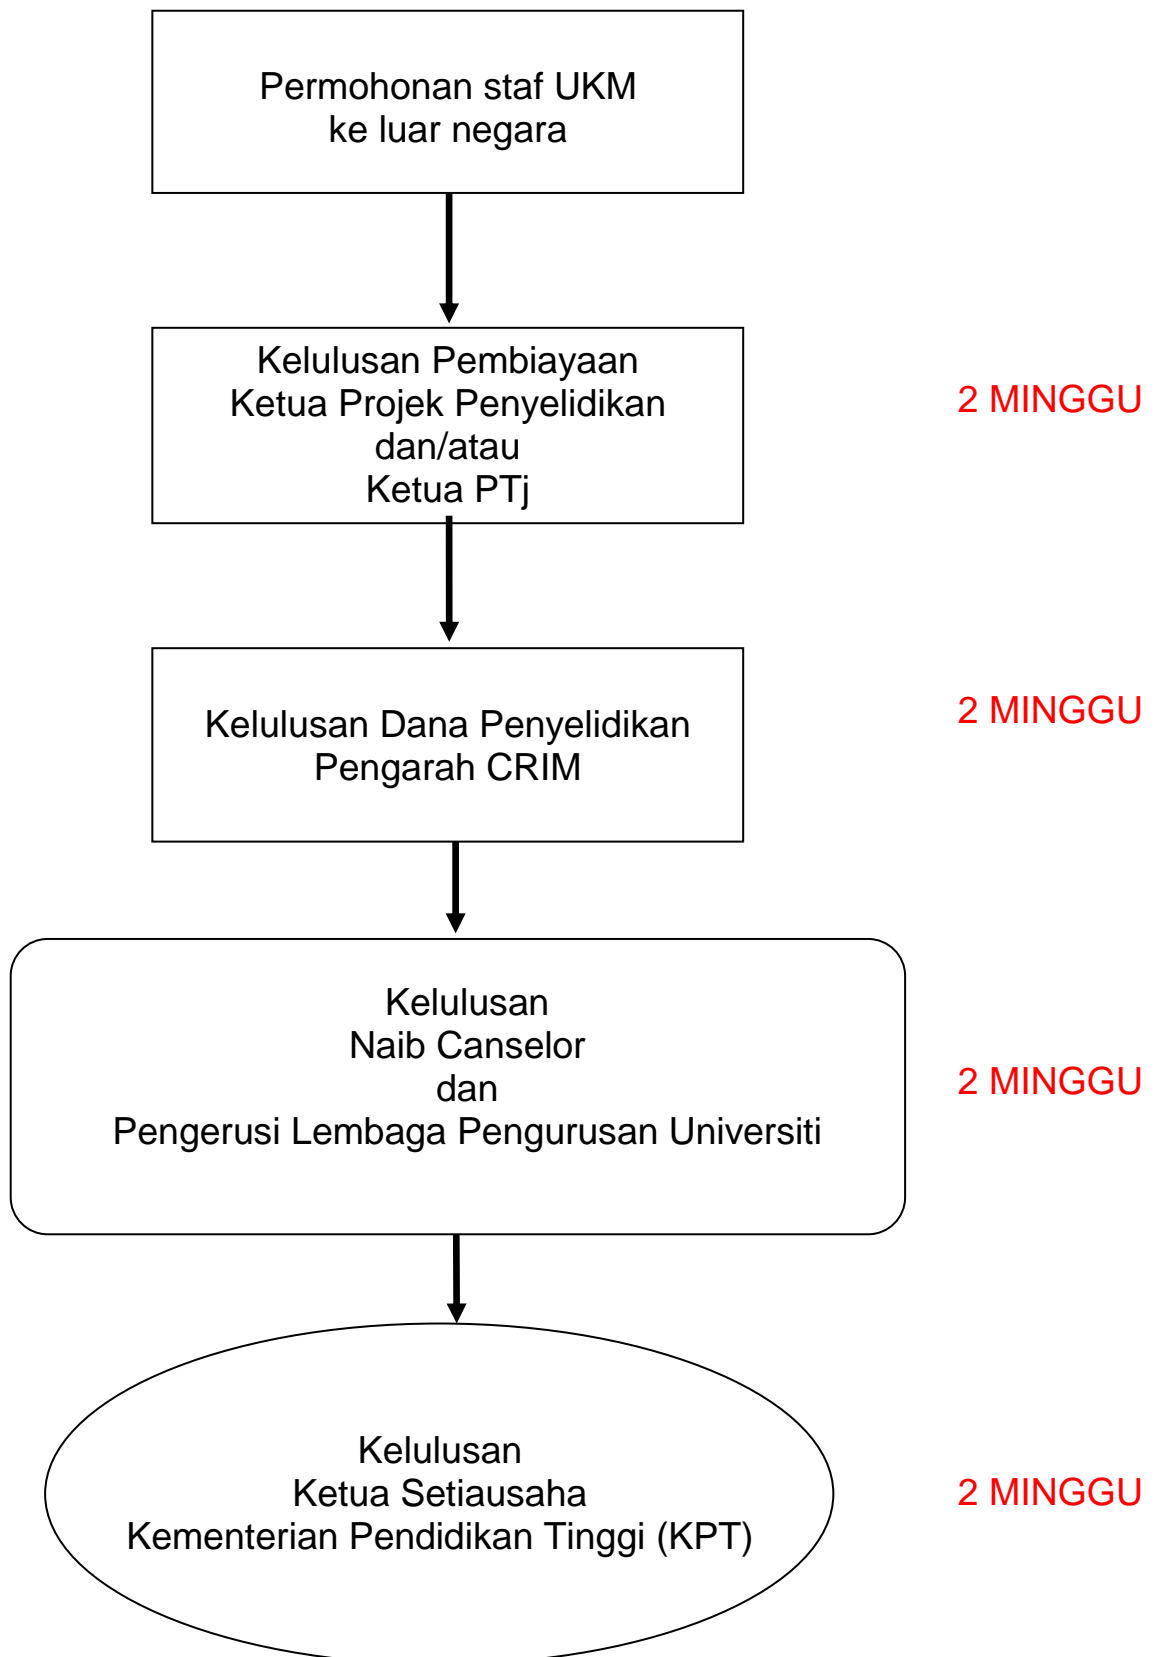 Permohonan staf UKM
ke luar negara
Kelulusan Pembiayaan
Ketua Projek Penyelidikan
dan/atau
Ketua PTj
2 MINGGU
Kelulusan Dana Penyelidikan
Pengarah CRIM
2 MINGGU
Kelulusan
Naib Canselor
dan
Pengerusi Lembaga Pengurusan Universiti
2 MINGGU
Kelulusan
Ketua Setiausaha
Kementerian Pendidikan Tinggi (KPT)
2 MINGGU